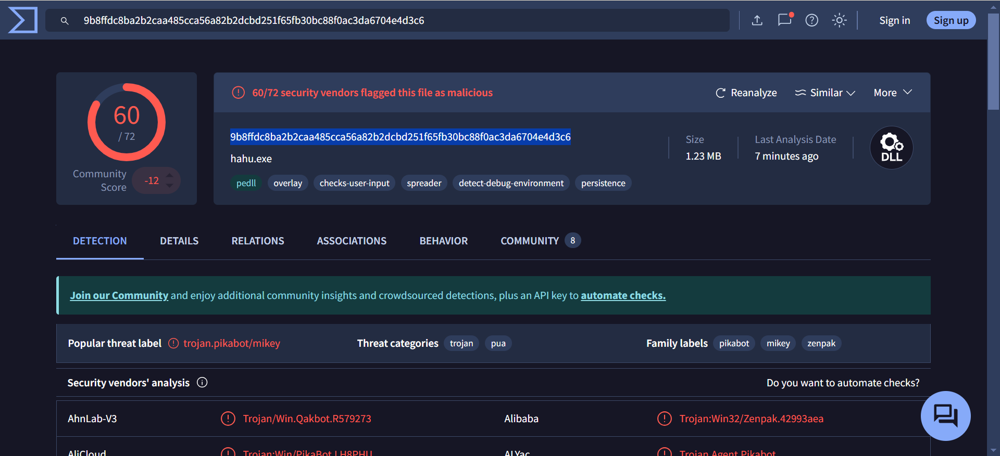 9b8ffdc8ba2b2caa485cca56a82b2dcbd251f65fb30bc88f0ac3da6704e4d3c6
Sign in
Sign up
60
/ 72
Community
Score
-12
60/72 security vendors flagged this file as malicious
Reanalyze
Similar
More
9b8ffdc8ba2b2caa485cca56a82b2dcbd251f65fb30bc88f0ac3da6704e4d3c6
hahu.exe
pedll
overlay
checks-user-input
spreader
detect-debug-environment
persistence
Size
1.23 MB
Last Analysis Date
7 minutes ago
DLL
DETECTION
DETAILS
RELATIONS
ASSOCIATIONS
BEHAVIOR
COMMUNITY
8
Join our Community and enjoy additional community insights and crowdsourced detections, plus an API key to automate checks.
Popular threat label
trojan.pikabot/mikey
Threat categories
trojan
pua
Family labels
pikabot
mikey
zenpak
Security vendors' analysis
Do you want to automate checks?
AhnLab-V3
Trojan/Win.Qakbot.R579273
Alibaba
Trojan:Win32/Zenpak.42993aea
AliCloud
Trojan:Win/PikaBot.LH8PHU
ALYac
Trojan.Agent.Pikabot